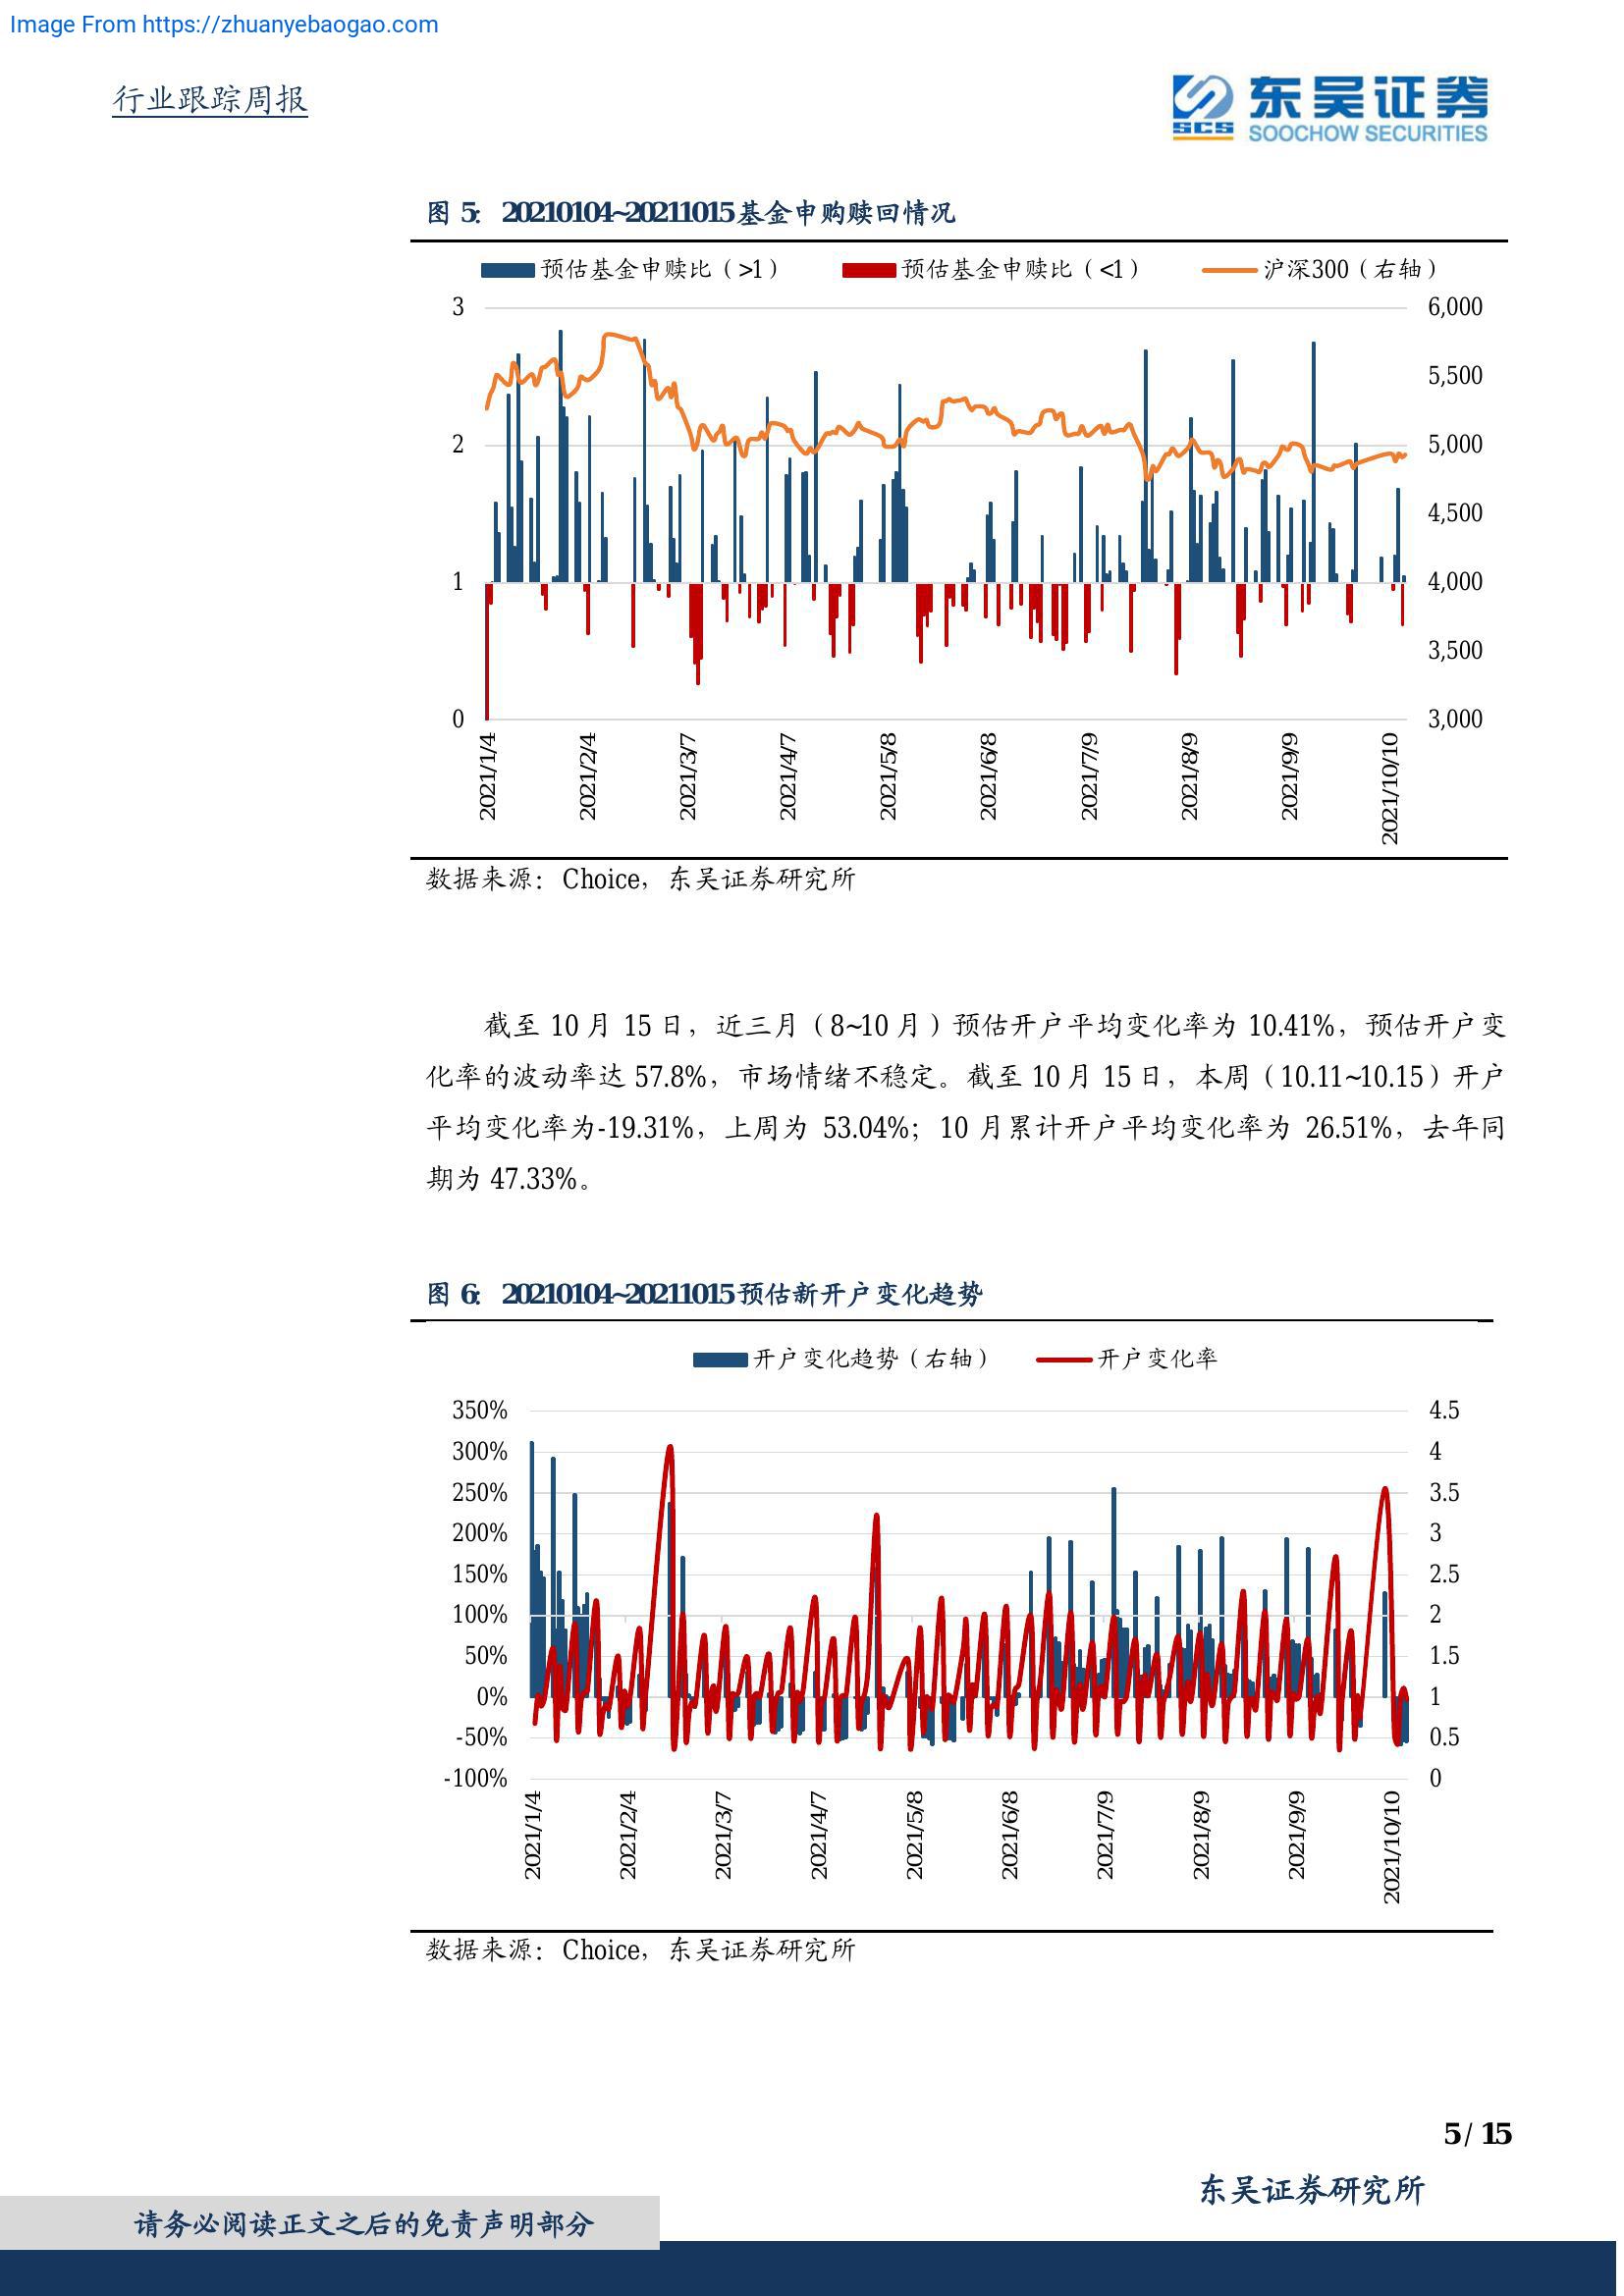 Image From https://zhuanyebaogao.com
行业跟踪周报
东吴证券
SCS
SOOCHOW SECURITIES
图 5: 20210104~20211015基金申购赎回情况
预估基金申赎比（>1） 预估基金申赎比（<1） 沪深300（右轴）
3 6,000
5,500
2 5,000
4,500
1 4,000
3,500
0 3,000
2021/1/4 2021/2/4 2021/3/7 2021/4/7 2021/5/8 2021/6/8 2021/7/9 2021/8/9 2021/9/9 2021/10/10
数据来源：Choice，东吴证券研究所
截至 10 月 15 日，近三月（8~10 月）预估开户平均变化率为 10.41%，预估开户变
化率的波动率达 57.8%，市场情绪不稳定。截至 10 月 15 日，本周（10.11~10.15）开户
平均变化率为-19.31%，上周为 53.04%；10 月累计开户平均变化率为 26.51%，去年同
期为 47.33%。
图 6: 20210104~20211015预估新开户变化趋势
开户变化趋势（右轴） 开户变化率
350% 4.5
300% 4
250% 3.5
200% 3
150% 2.5
100% 2
50% 1.5
0% 1
-50% 0.5
-100% 0
2021/1/4 2021/2/4 2021/3/7 2021/4/7 2021/5/8 2021/6/8 2021/7/9 2021/8/9 2021/9/9 2021/10/10
数据来源：Choice，东吴证券研究所
5 / 15
东吴证券研究所
请务必阅读正文之后的免责声明部分